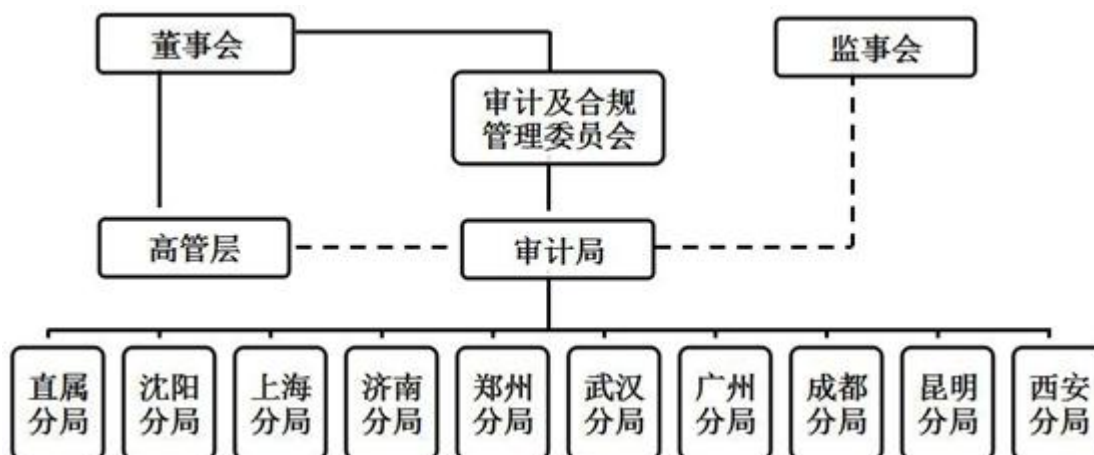 董事会
监事会
审计及合规
管理委员会
高管层
审计局
直属
分局
沈阳
分局
上海
分局
济南
分局
郑州
分局
武汉
分局
广州
分局
成都
分局
昆明
分局
西安
分局